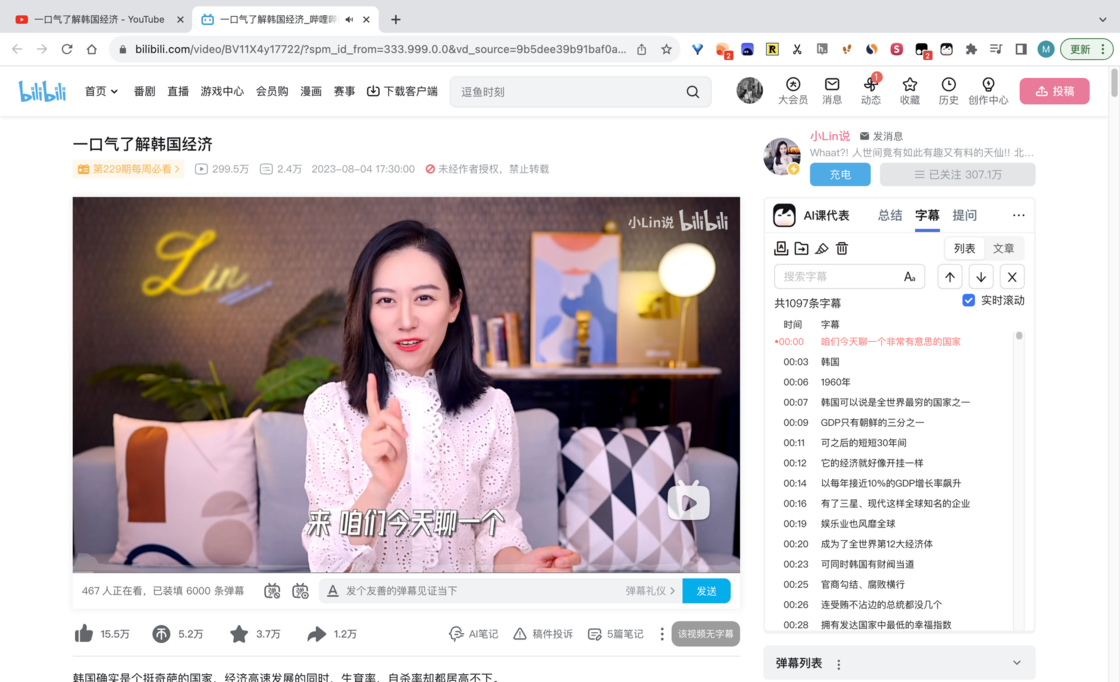 一口气了解韩国经济 - YouTube
一口气了解韩国经济_哔哩哔
bilibili.com/video/BV11X4y17722/?spm_id_from=333.999.0.0&vd_source=9b5dee39b91baf0a...
2
R
S
2
M
更新
bilibili
首页
番剧
直播
游戏中心
会员购
漫画
赛事
下载客户端
逗鱼时刻
大会员
消息
1
动态
收藏
历史
创作中心
投稿
一口气了解韩国经济
第229期每周必看
299.5万
2.4万
2023-08-04 17:30:00
未经作者授权，禁止转载
小Lin说
发消息
Whaat?! 人世间竟有如此有趣又有料的天仙!! 北...
充电
已关注 307.1万
小Lin说 bilibili
Lin
来 咱们今天聊一个
467 人正在看，已装填 6000 条弹幕
发个友善的弹幕见证当下
弹幕礼仪
发送
15.5万
5.2万
3.7万
1.2万
AI笔记
稿件投诉
5篇笔记
该视频无字幕
韩国确实是个挺奇葩的国家，经济高速发展的同时，生育率、自杀率却都居高不下。
AI课代表
总结
字幕
提问
列表
文章
搜索字幕
Aa
共1097条字幕
实时滚动
时间 字幕
00:00 咱们今天聊一个非常有意思的国家
00:03 韩国
00:06 1960年
00:07 韩国可以说是全世界最穷的国家之一
00:09 GDP只有朝鲜的三分之一
00:11 可之后的短短30年间
00:12 它的经济就好像开挂一样
00:14 以每年接近10%的GDP增长率飙升
00:16 有了三星、现代这样全球知名的企业
00:19 娱乐业也风靡全球
00:20 成为了全世界第12大经济体
00:23 可同时韩国有财阀当道
00:25 官商勾结、腐败横行
00:26 连受贿不沾边的总统都没几个
00:28 拥有发达国家中最低的幸福指数
弹幕列表